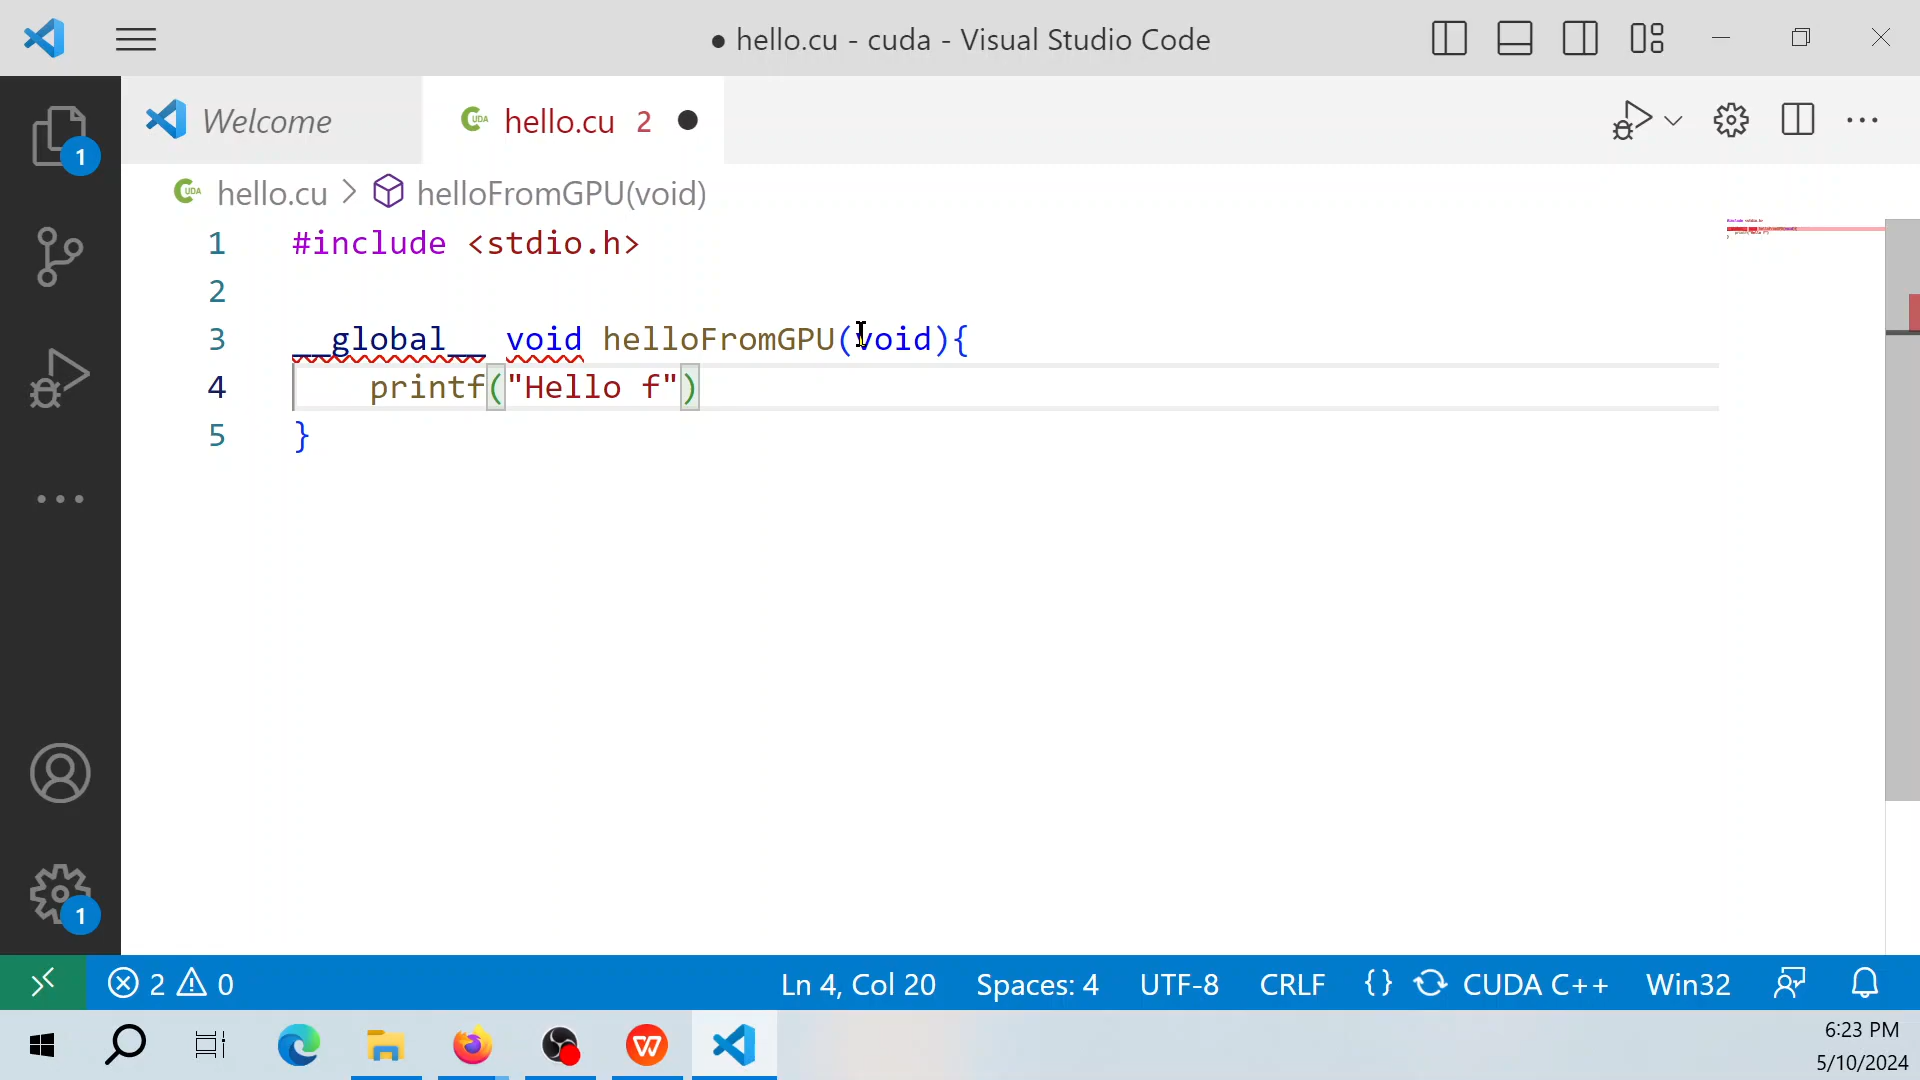 ● hello.cu - cuda - Visual Studio Code
Welcome
CUDA hello.cu 2 ●
1
CUDA hello.cu > helloFromGPU(void)
1 #include <stdio.h>
2
3 __global__ void helloFromGPU(void){
4 printf("Hello f")
5 }
1
2 0 Ln 4, Col 20 Spaces: 4 UTF-8 CRLF {} CUDA C++ Win32
6:23 PM
5/10/2024